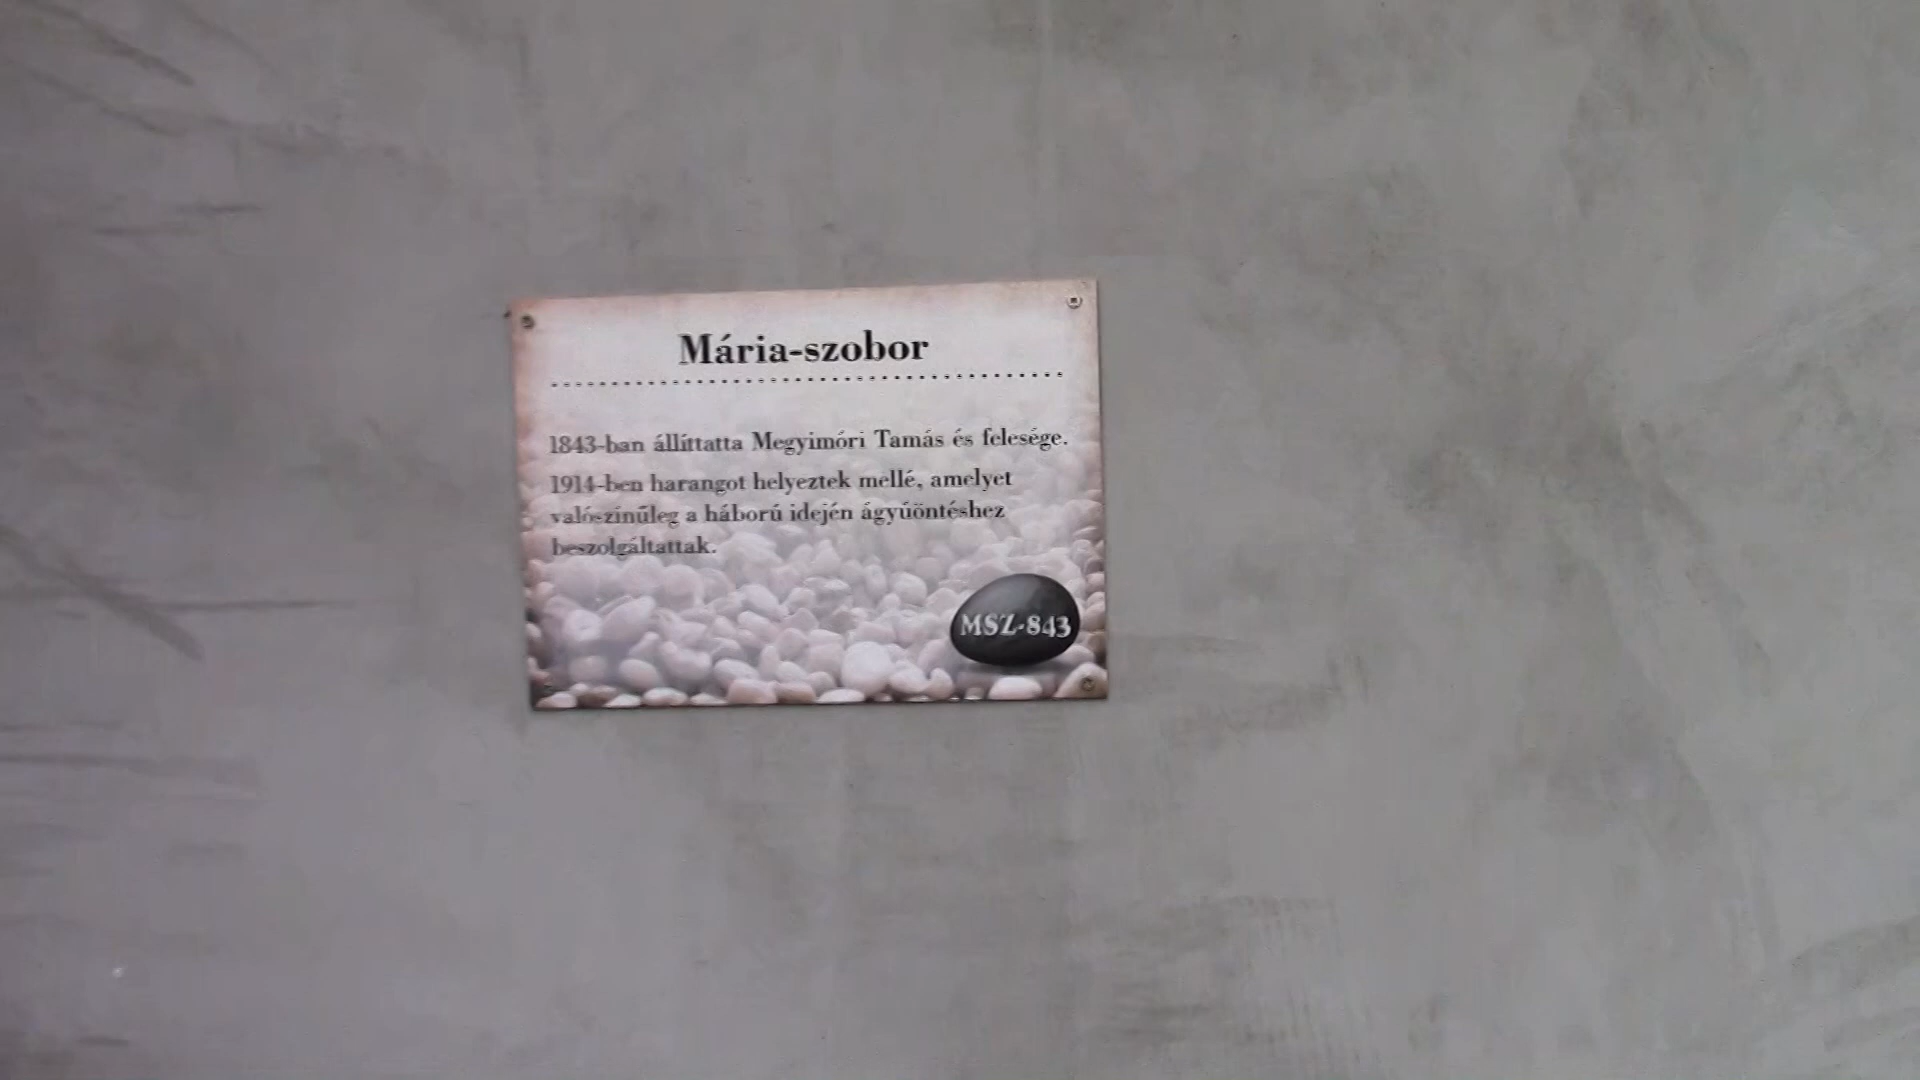 Mária-szobor
1843-ban állíttatta Megyimóri Tamás és felesége.
1914-ben harangot helyeztek mellé, amelyet
valószínűleg a háború idején ágyúöntéshez
beszolgáltattak.
MSZ-843